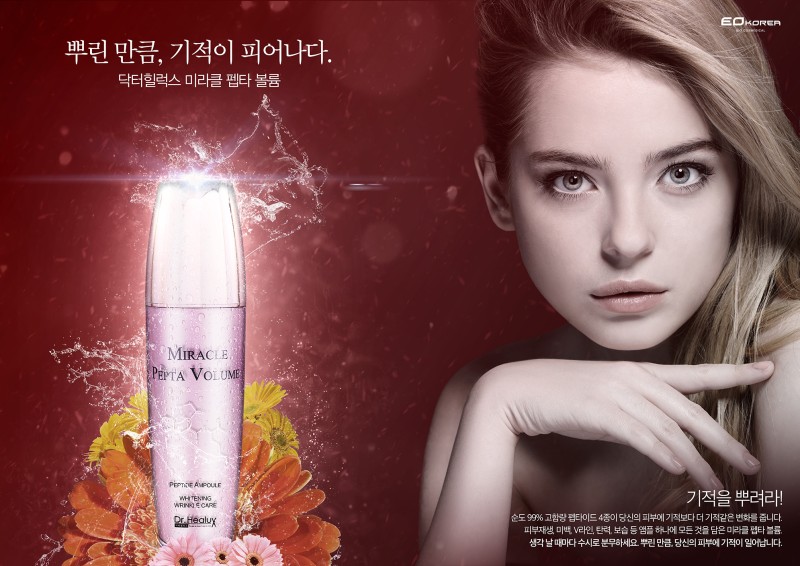 EOKOREA
뿌린 만큼, 기적이 피어나다.
닥터힐럭스 미라클 펩타 볼륨
MIRACLE
PEPTA VOLUME
PEPTIDE AMPOULE
WHITENING
WRINKLE CARE
Dr.Healux
기적을 뿌려라!
순도 99% 고함량 펩타이드 4종이 당신의 피부에 기적보다 더 기적같은 변화를 줍니다.
피부재생, 미백, V라인, 탄력, 보습 등 앰플 하나에 모든 것을 담은 미라클 펩타 볼륨.
생각 날 때마다 수시로 분무하세요. 뿌린 만큼, 당신의 피부에 기적이 일어납니다.